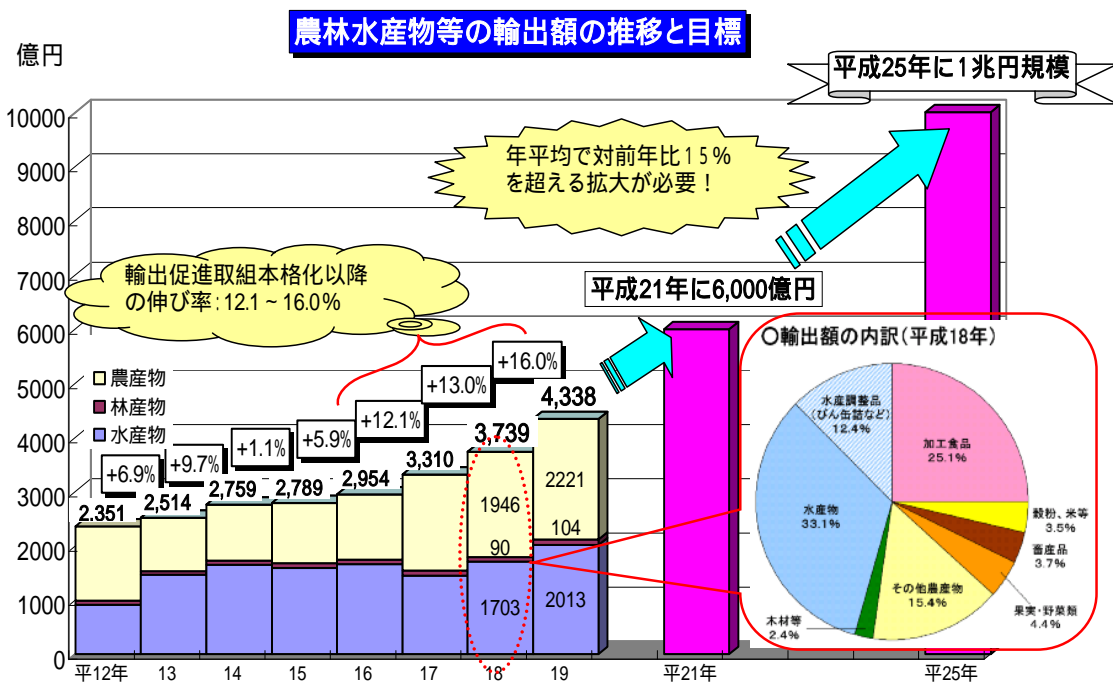 農林水産物等の輸出額の推移と目標
億円
平成25年に1兆円規模
年平均で対前年比15%
を超える拡大が必要！
輸出促進取組本格化以降
の伸び率：12.1～16.0%
平成21年に6,000億円
10000
9000
8000
7000
6000
5000
4000
3000
2000
1000
0
農産物
林産物
水産物
+6.9%
+9.7%
+1.1%
+5.9%
+12.1%
+13.0%
+16.0%
2.351
2,514
2,759
2,789
2,954
3,310
3,739
4,338
1946
90
1703
2221
104
2013
平12年
13
14
15
16
17
18
19
平21年
平25年
○輸出額の内訳（平成18年）
水産調整品
（びん缶詰など）
12.4%
加工食品
25.1%
穀粉、米等
3.5%
畜産品
3.7%
果実・野菜類
4.4%
その他農産物
15.4%
木材等
2.4%
水産物
33.1%